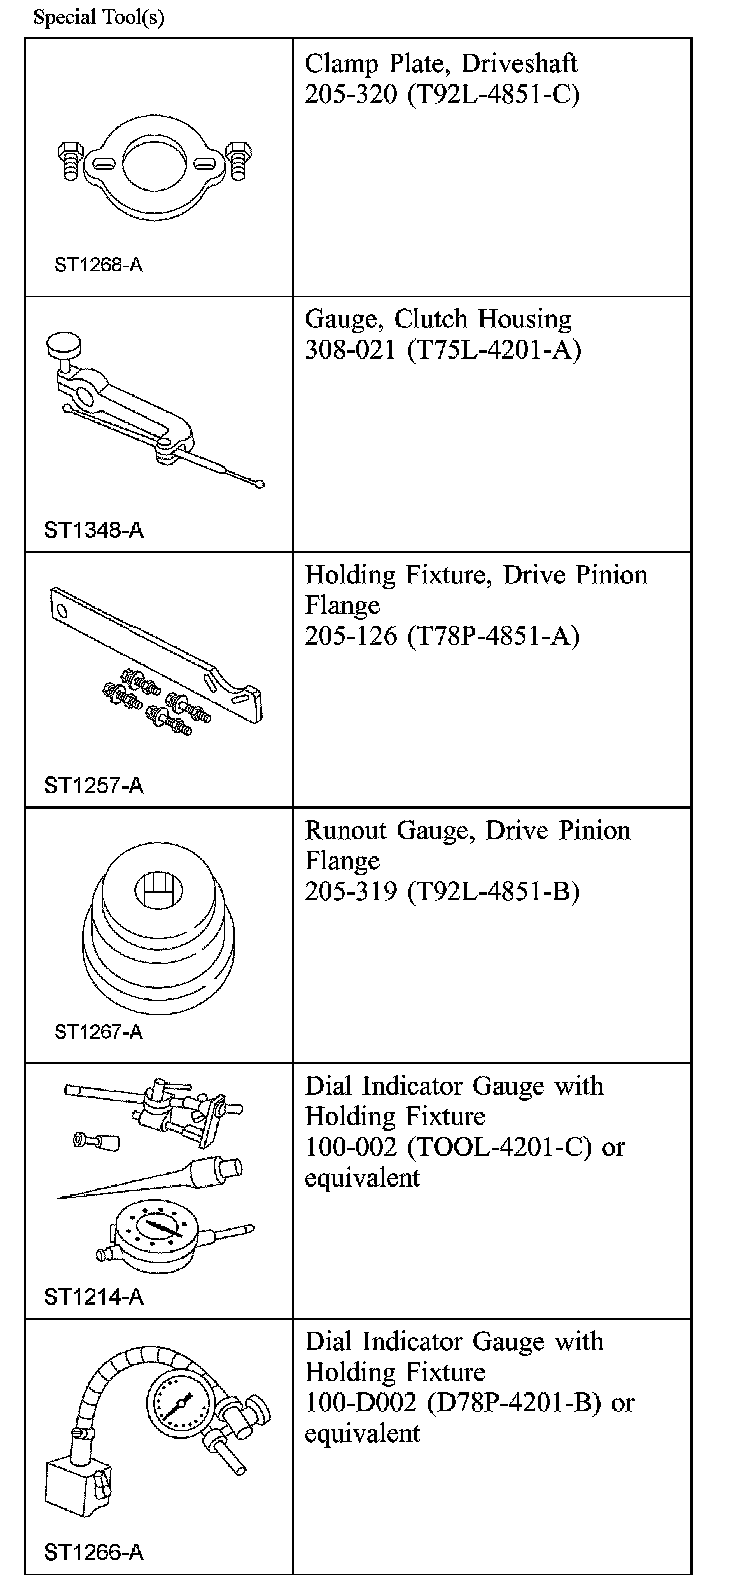 Special Tool(s)
Clamp Plate, Driveshaft
205-320 (T92L-4851-C)
ST1268-A
Gauge, Clutch Housing
308-021 (T75L-4201-A)
ST1348-A
Holding Fixture, Drive Pinion
Flange
205-126 (T78P-4851-A)
ST1257-A
Runout Gauge, Drive Pinion
Flange
205-319 (T92L-4851-B)
ST1267-A
Dial Indicator Gauge with
Holding Fixture
100-002 (TOOL-4201-C) or
equivalent
ST1214-A
Dial Indicator Gauge with
Holding Fixture
100-D002 (D78P-4201-B) or
equivalent
ST1266-A